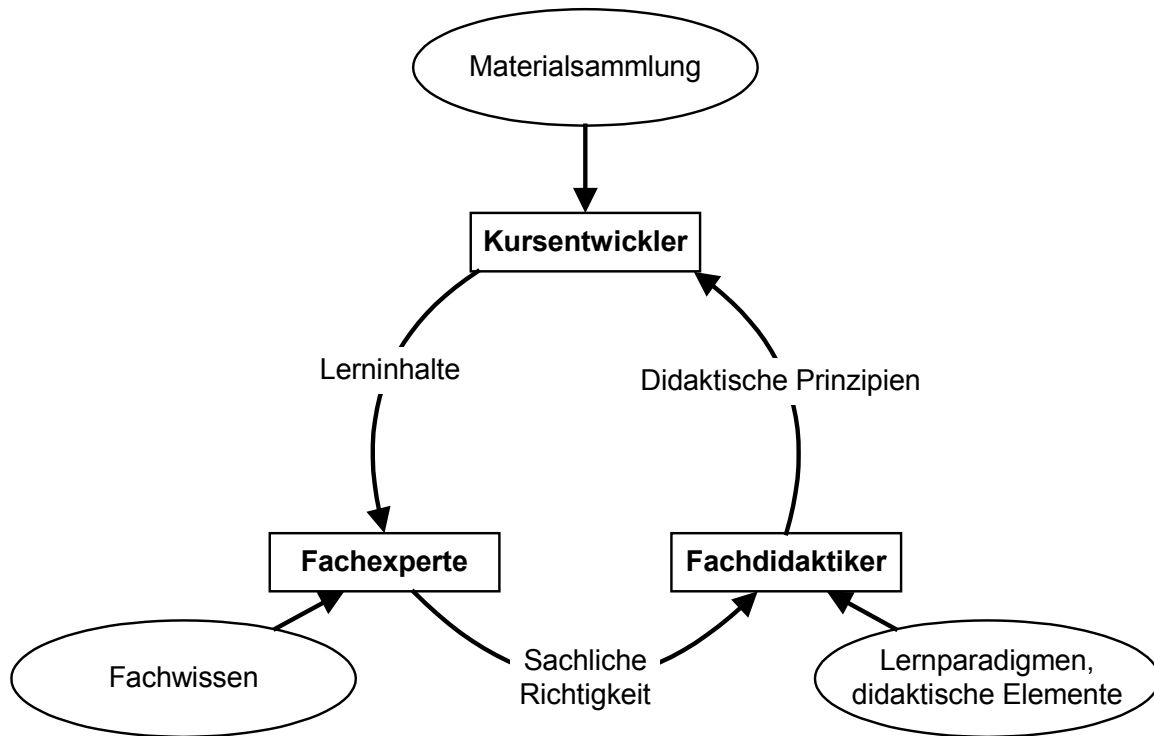 Materialsammlung
Kursentwickler
Lerninhalte
Didaktische Prinzipien
Fachexperte
Fachdidaktiker
Fachwissen
Sachliche
Richtigkeit
Lernparadigmen,
didaktische Elemente